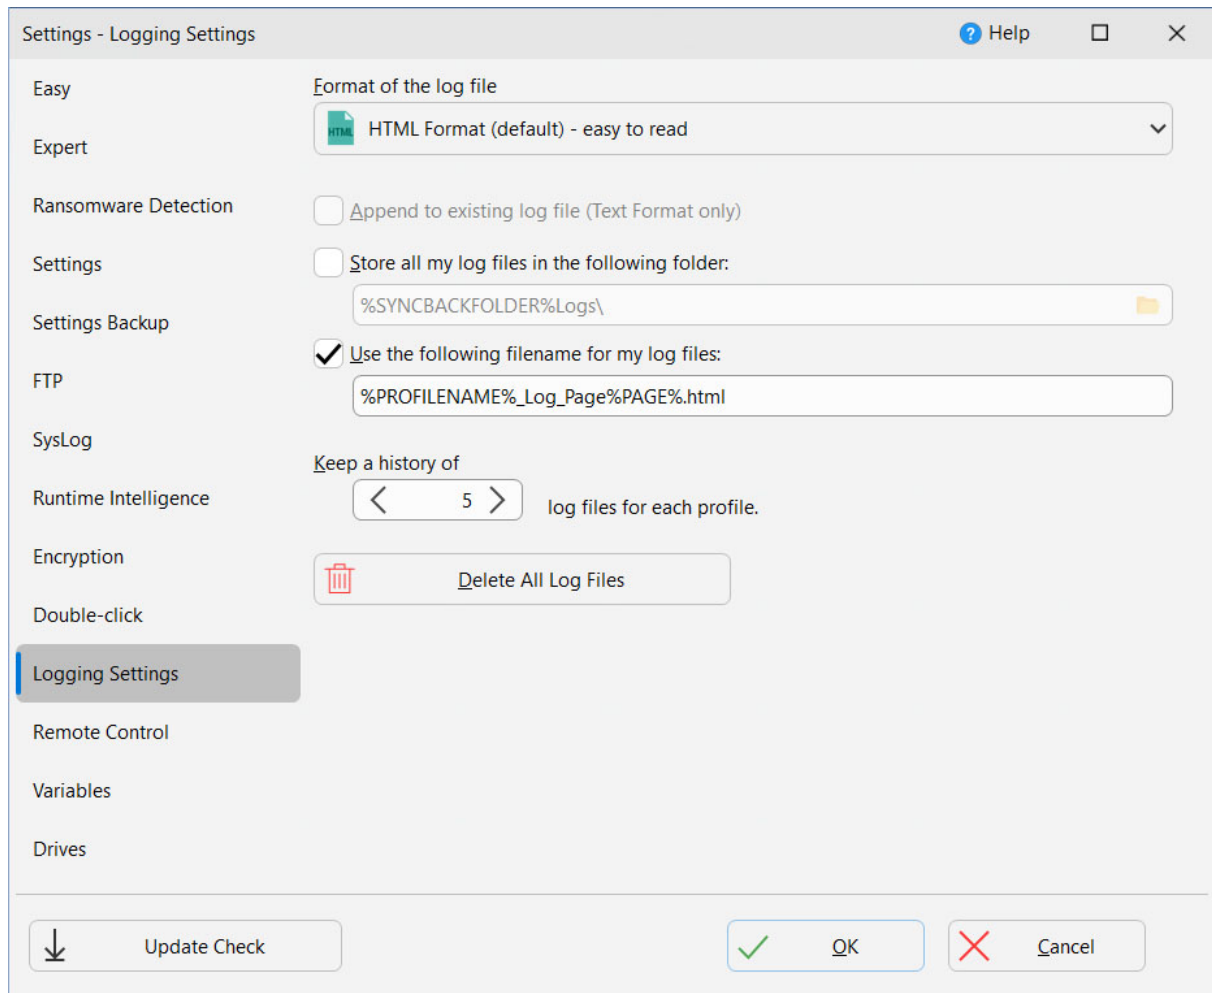 Settings - Logging Settings
? Help
Easy
Expert
Ransomware Detection
Settings
Settings Backup
FTP
SysLog
Runtime Intelligence
Encryption
Double-click
Logging Settings
Remote Control
Variables
Drives
Format of the log file
HTML HTML Format (default) - easy to read
Append to existing log file (Text Format only)
Store all my log files in the following folder:
%SYNCBACKFOLDER%Logs\
Use the following filename for my log files:
%PROFILENAME%_Log_Page%PAGE%.html
Keep a history of
5 log files for each profile.
Delete All Log Files
Update Check
OK
Cancel